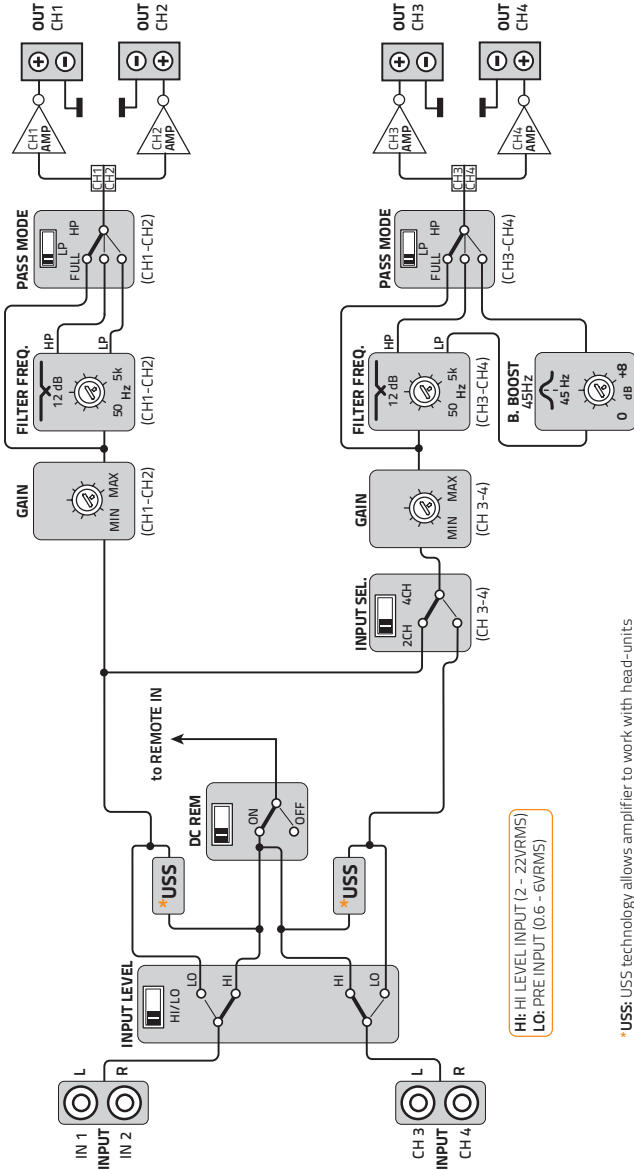 IN 1
L
INPUT
IN 2
R
INPUT LEVEL
HI/LO
LO
HI
HI
LO
CH 3
L
INPUT
CH 4
R
*USS
*USS
DC REM
ON
OFF
to REMOTE IN
INPUT SEL.
2CH
4CH
(CH 3-4)
GAIN
MIN
MAX
(CH1-CH2)
GAIN
MIN
MAX
(CH 3-4)
FILTER FREQ.
12 dB
50
5k
Hz
(CH1-CH2)
HP
LP
FILTER FREQ.
12 dB
50
5k
Hz
(CH3-CH4)
HP
LP
B. BOOST
45Hz
45 Hz
0
+8
dB
PASS MODE
LP
FULL
HP
(CH1-CH2)
PASS MODE
LP
FULL
HP
(CH3-CH4)
CH1
CH2
CH3
CH4
CH1
AMP
CH2
AMP
CH3
AMP
CH4
AMP
OUT
CH1
OUT
CH2
OUT
CH3
OUT
CH4
HI: HI LEVEL INPUT (2 - 22VRMS)
LO: PRE INPUT (0.6 - 6VRMS)
*USS: USS technology allows amplifier to work with head-units